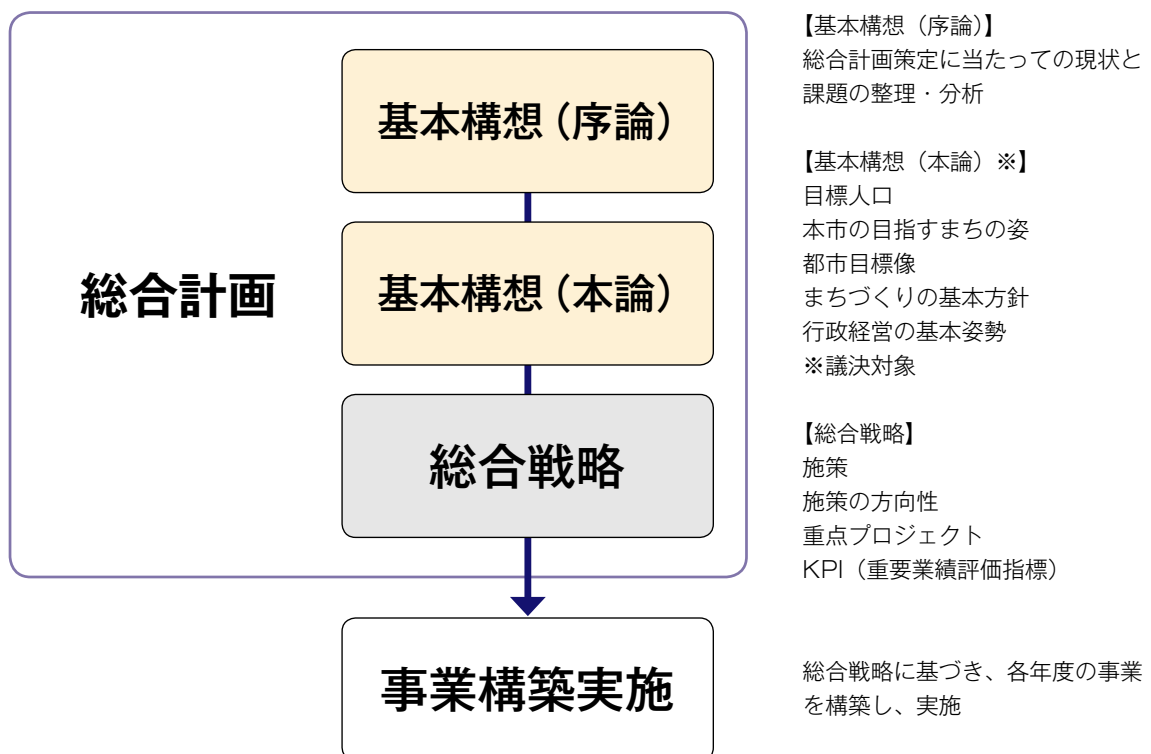 総合計画
基本構想（序論）
基本構想（本論）
総合戦略
事業構築実施
【基本構想（序論）】
総合計画策定に当たっての現状と
課題の整理・分析
【基本構想（本論）※】
目標人口
本市の目指すまちの姿
都市目標像
まちづくりの基本方針
行政経営の基本姿勢
※議決対象
【総合戦略】
施策
施策の方向性
重点プロジェクト
KPI（重要業績評価指標）
総合戦略に基づき、各年度の事業
を構築し、実施